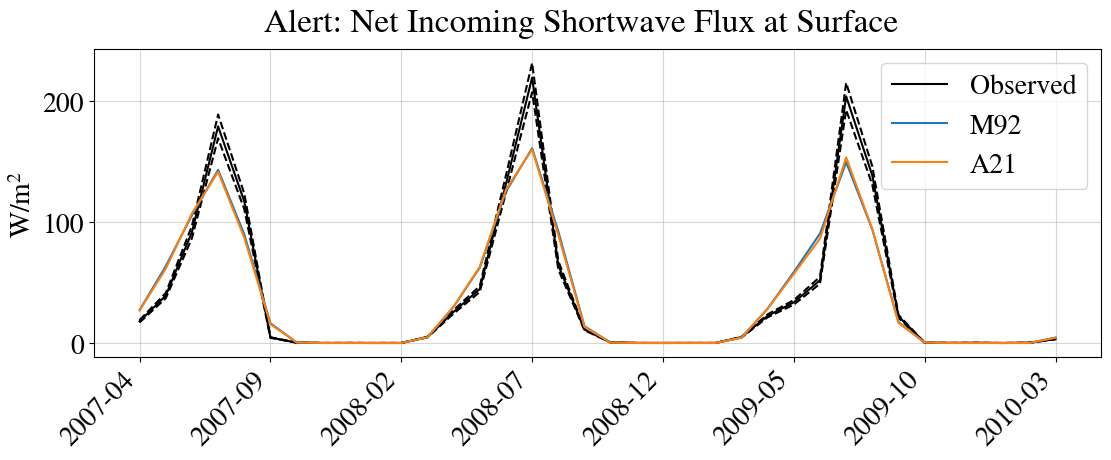 Alert: Net Incoming Shortwave Flux at Surface
W/m²
200
100
0
Observed
M92
A21
2007-04
2007-09
2008-02
2008-07
2008-12
2009-05
2009-10
2010-03